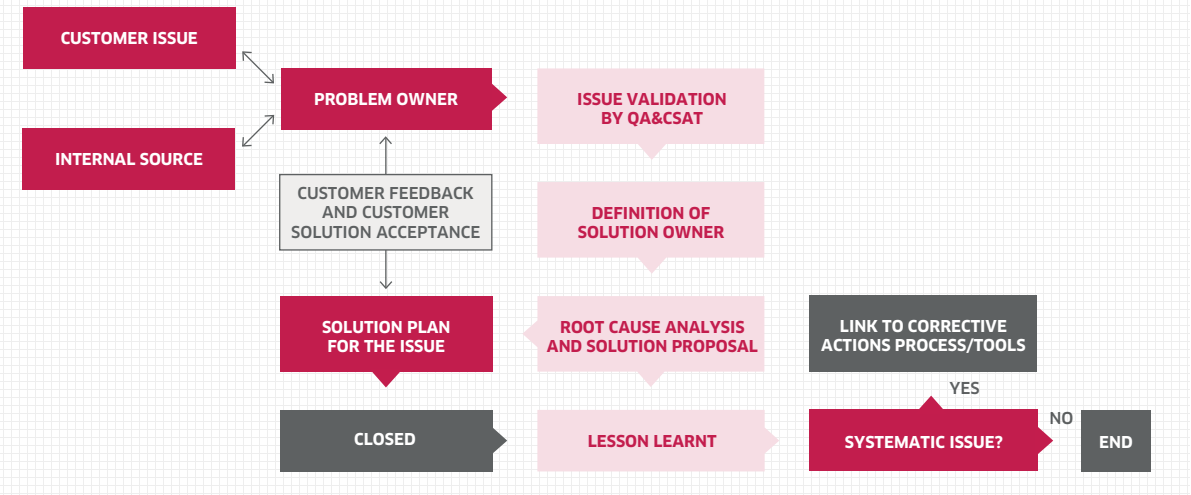 CUSTOMER ISSUE
INTERNAL SOURCE
PROBLEM OWNER
ISSUE VALIDATION
BY QA&CSAT
CUSTOMER FEEDBACK
AND CUSTOMER
SOLUTION ACCEPTANCE
DEFINITION OF
SOLUTION OWNER
SOLUTION PLAN
FOR THE ISSUE
ROOT CAUSE ANALYSIS
AND SOLUTION PROPOSAL
LINK TO CORRECTIVE
ACTIONS PROCESS/TOOLS
YES
CLOSED
LESSON LEARNT
SYSTEMATIC ISSUE?
NO
END